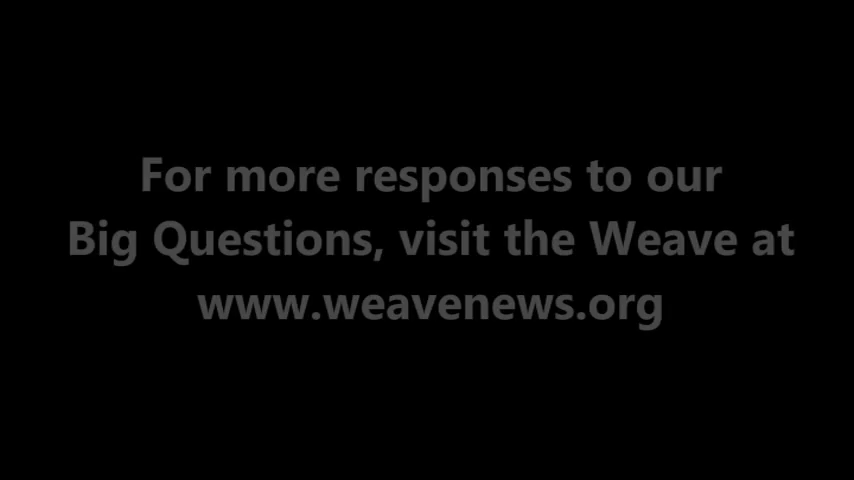 For more responses to our
Big Questions, visit the Weave at
www.weavenews.org